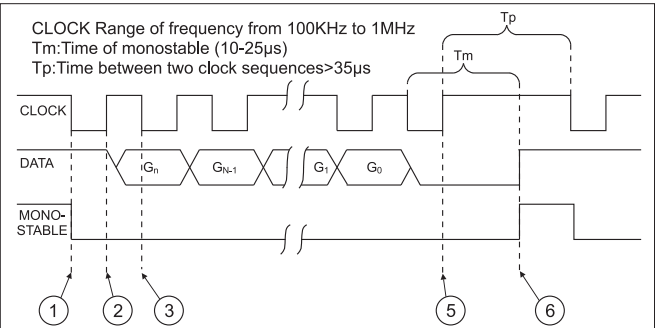 CLOCK Range of frequency from 100KHz to 1MHz
Tm:Time of monostable (10-25µs)
Tp:Time between two clock sequences>35µs
Tp
Tm
CLOCK
DATA
Gₙ
G_N-1
G₁
G₀
MONO-
STABLE
1
2
3
5
6